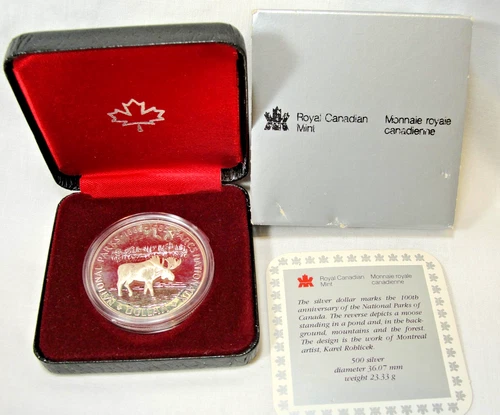 Royal Canadian
Mint
Monnaie royale
canadienne
Royal Canadian
Mint
Monnaie royale
canadienne
The silver dollar marks the 100th
anniversary of the National Parks of
Canada. The reverse depicts a moose
standing in a pond and, in the back-
ground, mountains and the forest.
The design is the work of Montreal
artist, Karel Rohlicek.
500 silver
diameter 36.07 mm
weight 23.33 g
NATIONAL PARKS
DOLLAR